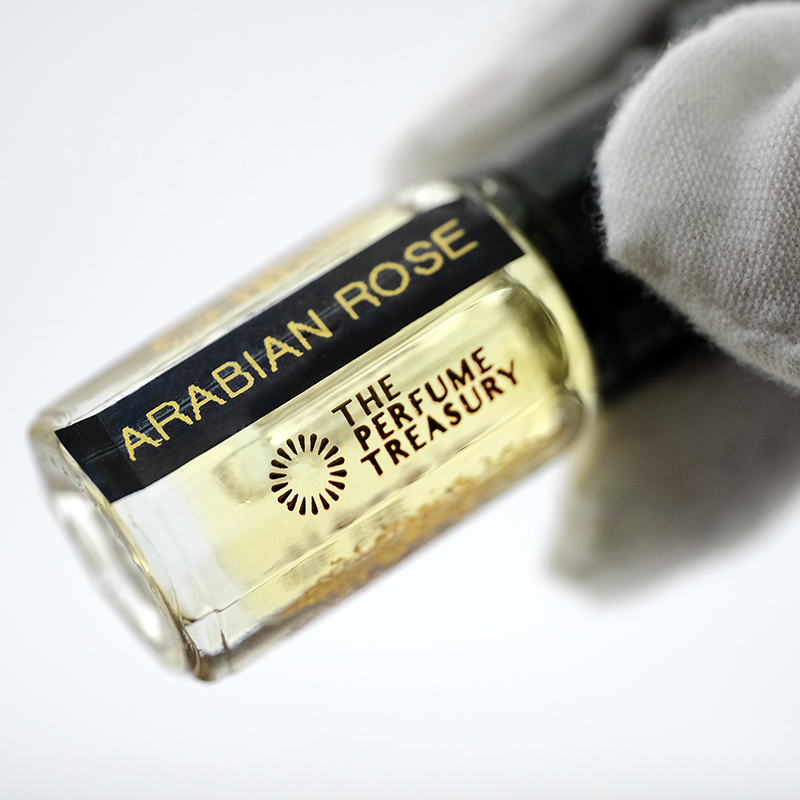 ARABIAN ROSE
THE
PERFUME
TREASURY